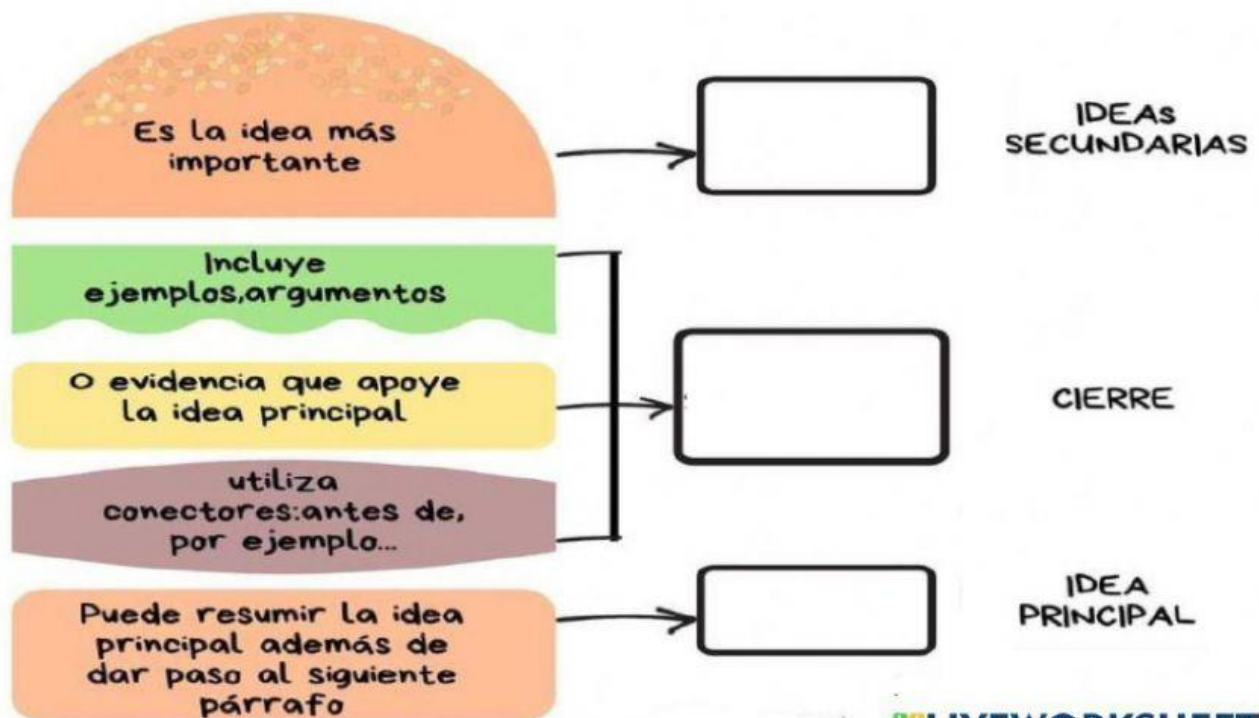 Es la idea más
importante
IDEAS
SECUNDARIAS
Incluye
ejemplos,argumentos
O evidencia que apoye
la idea principal
CIERRE
utiliza
conectores:antes de,
por ejemplo...
Puede resumir la idea
principal además de
dar paso al siguiente
párrafo
IDEA
PRINCIPAL